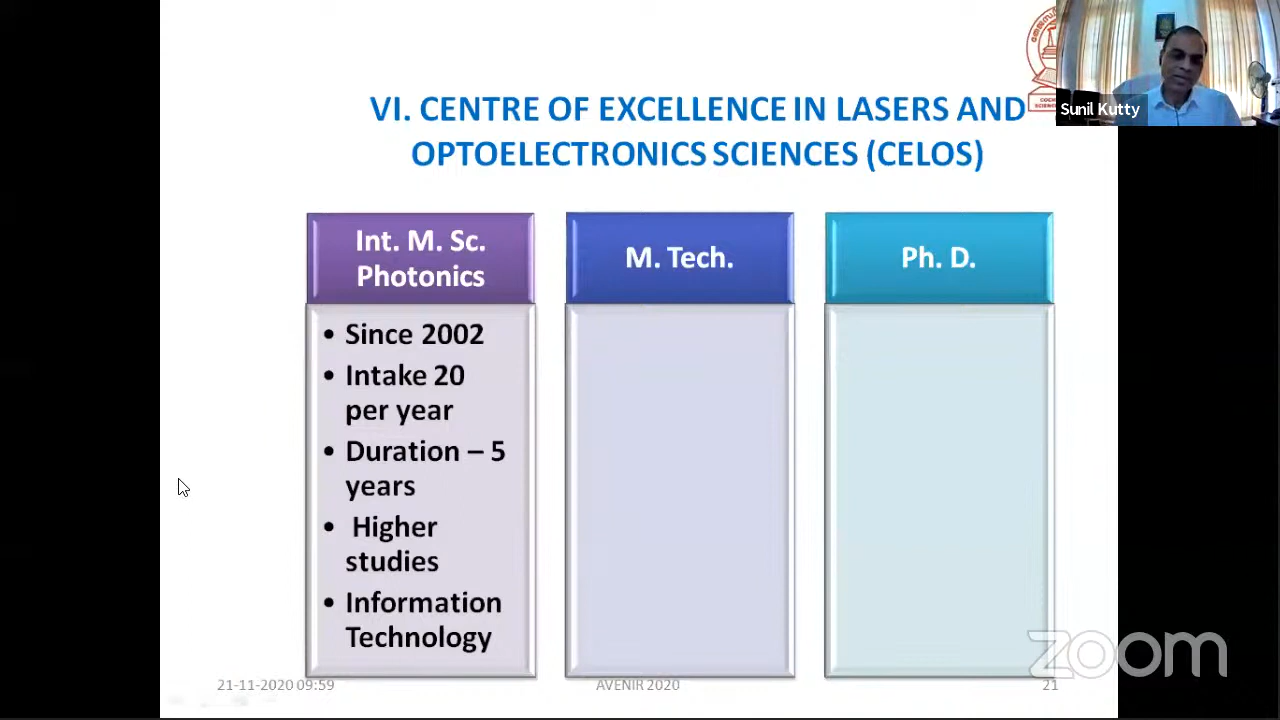 VI. CENTRE OF EXCELLENCE IN LASERS AND
OPTOELECTRONICS SCIENCES (CELOS)
Sunil Kutty
Int. M. Sc.
Photonics
• Since 2002
• Intake 20
per year
• Duration – 5
years
• Higher
studies
• Information
Technology
M. Tech.
Ph. D.
21-11-2020 09:59
AVENIR 2020
21
zoom